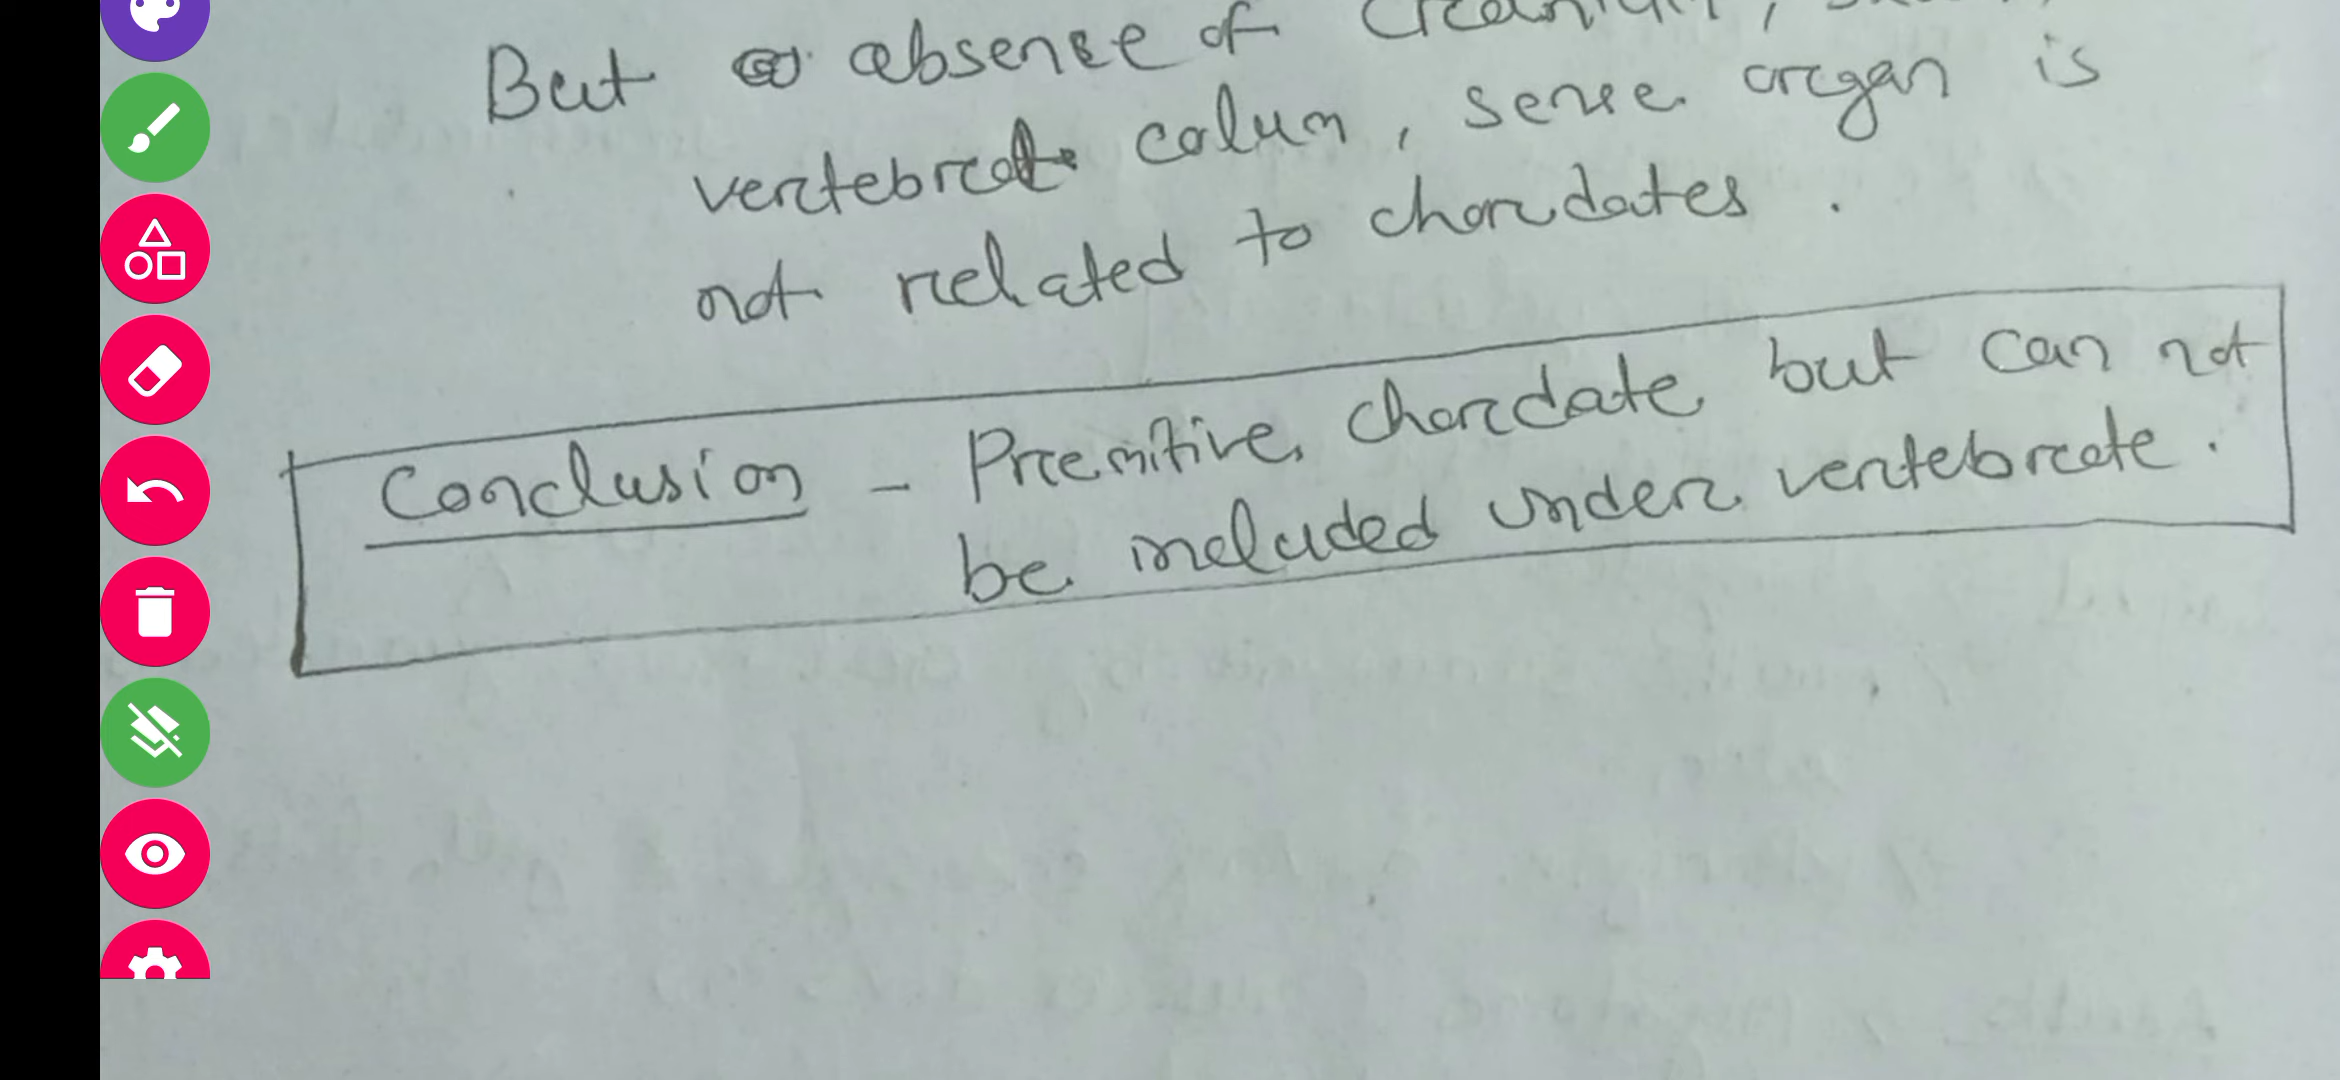 But absense of Cranium,
vertebrate colum, sense organ is
not related to chordates .
Conclusion - Premitive chordate but can not
be included under vertebrate .